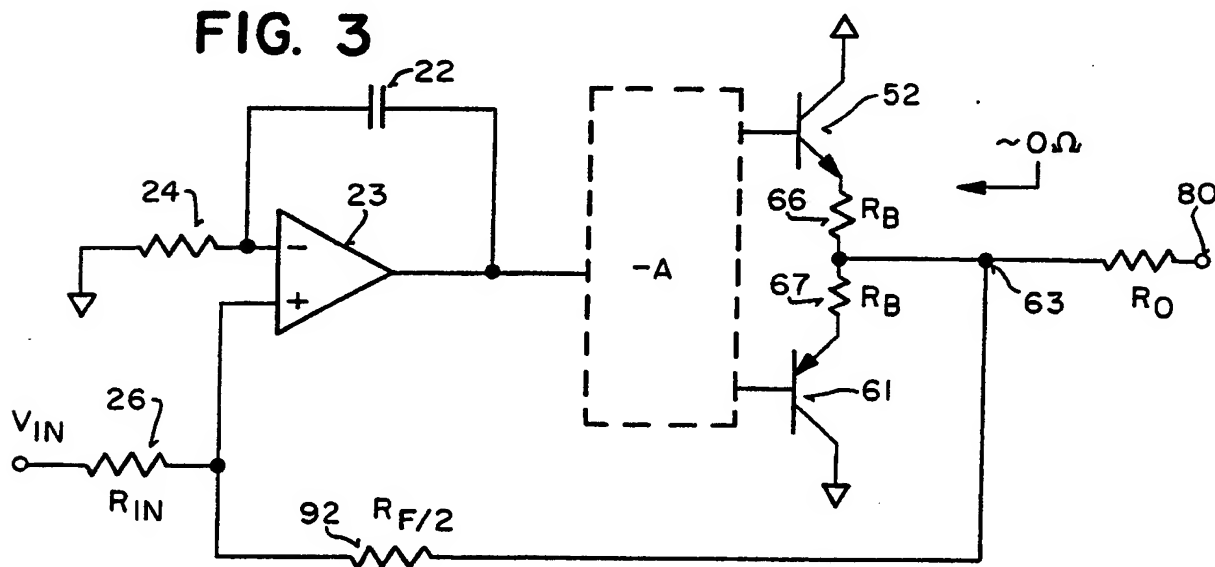 FIG. 3
22
52
~0Ω
24
23
66
R_B
80
-A
67
R_B
63
R_O
26
61
V_IN
R_IN
92
R_F/2
−
+